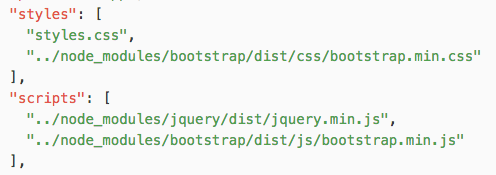 "styles": [
"styles.css",
"../node_modules/bootstrap/dist/css/bootstrap.min.css"
],
"scripts": [
"../node_modules/jquery/dist/jquery.min.js",
"../node_modules/bootstrap/dist/js/bootstrap.min.js"
],